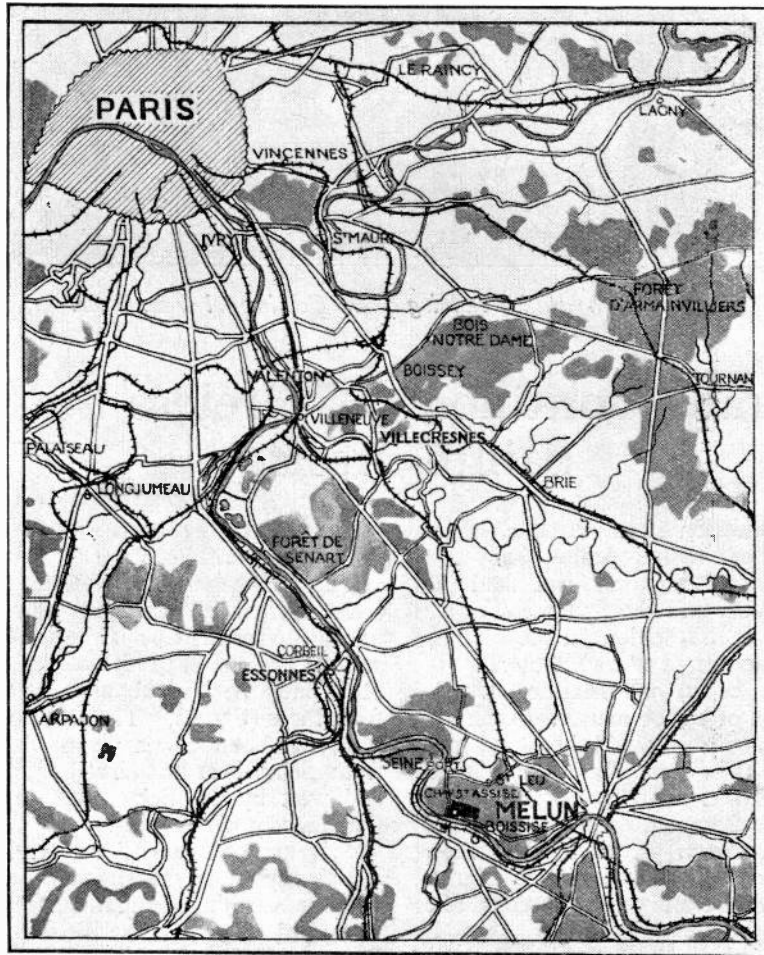 LE RAINCY
PARIS
LAGNY
VINCENNES
IVRY
ST MAUR
FORÊT
D'ARMAINVILLIERS
BOIS
NOTRE DAME
BOISSEY
VALENTON
TOURNAN
VILLENEUVE
VILLECRESNES
PALAISEAU
BRIE
LONGJUMEAU
FORÊT DE
SENART
CORBEIL
ESSONNES
ARPAJON
SEINE-PORT
ST LEU
CHAU STE ASSISE
MELUN
BOISSISE